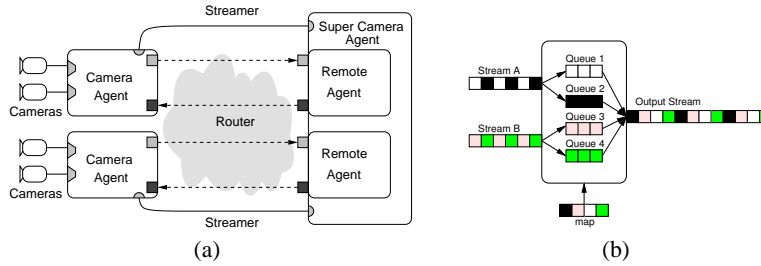 Streamer
Super Camera
Agent
Camera
Agent
Remote
Agent
Cameras
Router
Camera
Agent
Remote
Agent
Cameras
Streamer
(a)
Stream A
Queue 1
Queue 2
Output Stream
Stream B
Queue 3
Queue 4
map
(b)